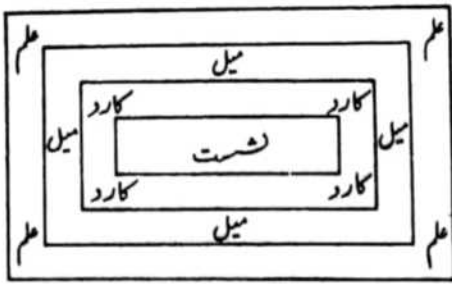 علم علم
میل
کارد کارد
میل نشست میل
کارد کارد
میل
علم علم